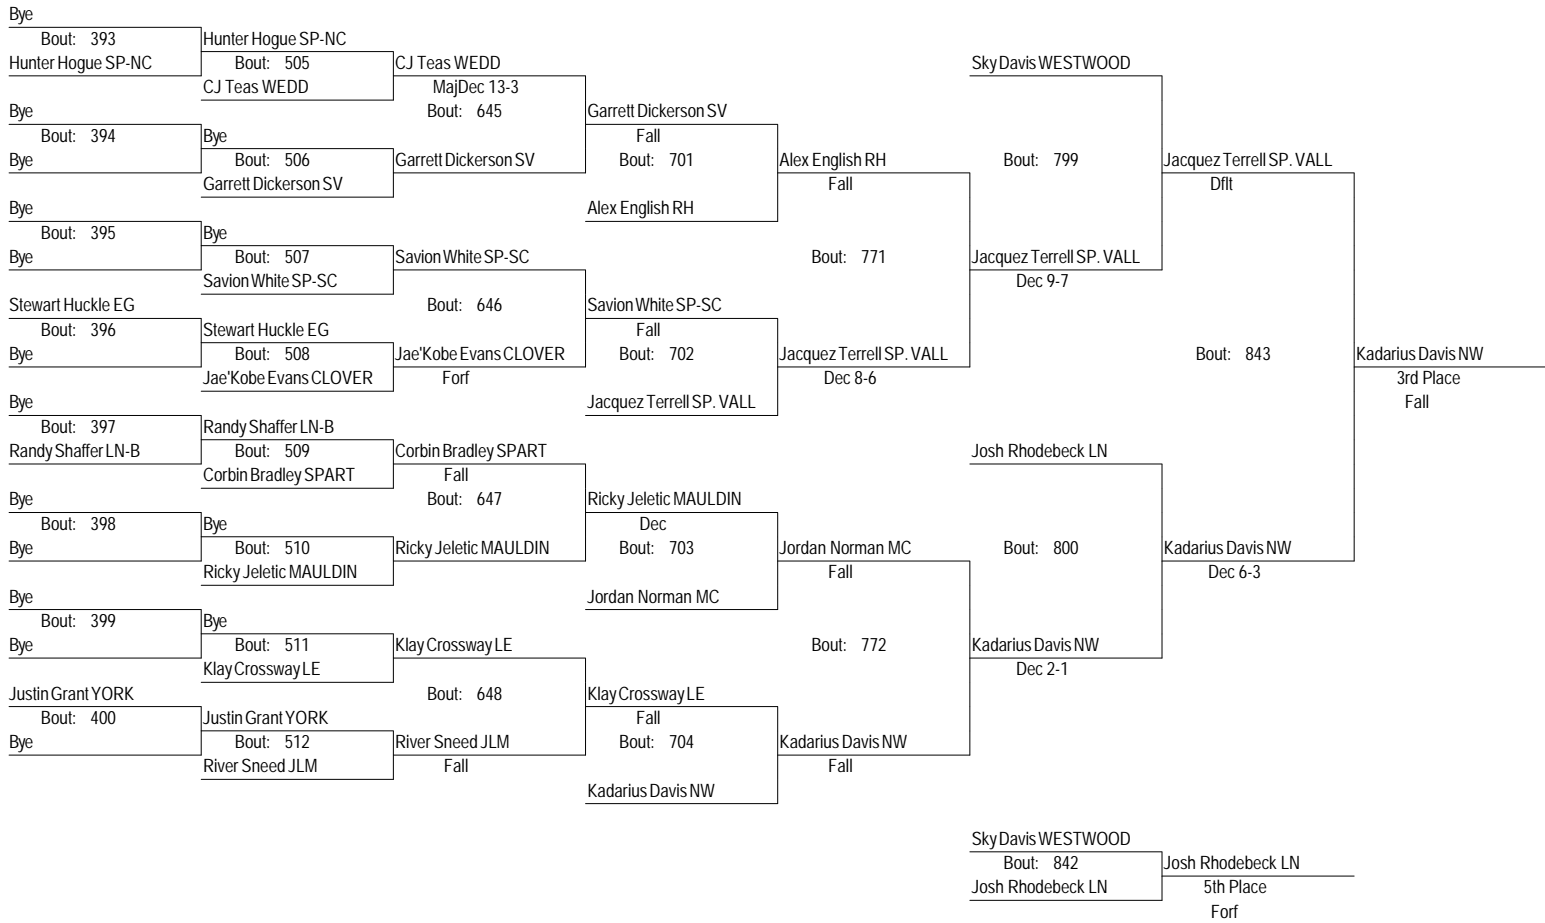 Bye
Bout: 393
Hunter Hogue SP-NC
Bye
Bout: 394
Bye
Bye
Bout: 395
Bye
Stewart Huckle EG
Bout: 396
Bye
Bye
Bout: 397
Randy Shaffer LN-B
Bye
Bout: 398
Bye
Bye
Bout: 399
Bye
Justin Grant YORK
Bout: 400
Bye
Hunter Hogue SP-NC
Bout: 505
CJ Teas WEDD
Bye
Bout: 506
Garrett Dickerson SV
Bye
Bout: 507
Savion White SP-SC
Stewart Huckle EG
Bout: 508
Jae'Kobe Evans CLOVER
Randy Shaffer LN-B
Bout: 509
Corbin Bradley SPART
Bye
Bout: 510
Ricky Jeletic MAULDIN
Bye
Bout: 511
Klay Crossway LE
Justin Grant YORK
Bout: 512
River Sneed JLM
CJ Teas WEDD
MajDec 13-3
Bout: 645
Garrett Dickerson SV
Savion White SP-SC
Bout: 646
Jae'Kobe Evans CLOVER
Forf
Corbin Bradley SPART
Fall
Bout: 647
Ricky Jeletic MAULDIN
Klay Crossway LE
Bout: 648
River Sneed JLM
Fall
Garrett Dickerson SV
Fall
Bout: 701
Alex English RH
Savion White SP-SC
Fall
Bout: 702
Jacquez Terrell SP. VALL
Ricky Jeletic MAULDIN
Dec
Bout: 703
Jordan Norman MC
Klay Crossway LE
Fall
Bout: 704
Kadarius Davis NW
Alex English RH
Fall
Bout: 771
Jacquez Terrell SP. VALL
Dec 8-6
Jordan Norman MC
Fall
Bout: 772
Kadarius Davis NW
Fall
Sky Davis WESTWOOD
Bout: 799
Jacquez Terrell SP. VALL
Dec 9-7
Josh Rhodebeck LN
Bout: 800
Kadarius Davis NW
Dec 2-1
Jacquez Terrell SP. VALL
Dflt
Bout: 843
Kadarius Davis NW
Dec 6-3
Kadarius Davis NW
3rd Place
Fall
Sky Davis WESTWOOD
Bout: 842
Josh Rhodebeck LN
Josh Rhodebeck LN
5th Place
Forf